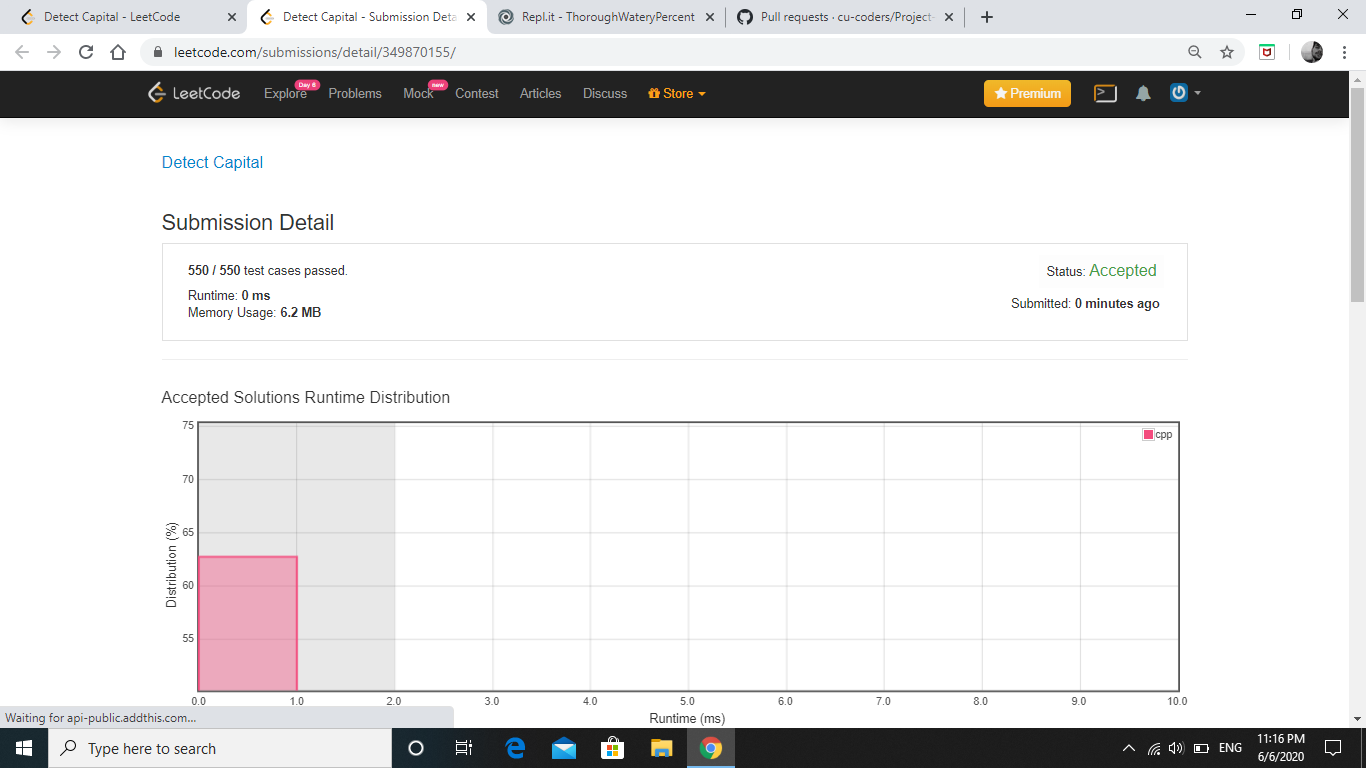 Detect Capital - LeetCode
Detect Capital - Submission Deta
Repl.it - ThoroughWateryPercent
Pull requests · cu-coders/Project-
leetcode.com/submissions/detail/349870155/
LeetCode
Explore
Day 6
Problems
Mock
new
Contest
Articles
Discuss
Store
Premium
Detect Capital
Submission Detail
550 / 550 test cases passed.
Status: Accepted
Runtime: 0 ms
Submitted: 0 minutes ago
Memory Usage: 6.2 MB
Accepted Solutions Runtime Distribution
75
70
65
60
55
Distribution (%)
cpp
0.0 1.0 2.0 3.0 4.0 5.0 6.0 7.0 8.0 9.0 10.0
Runtime (ms)
Waiting for api-public.addthis.com...
Type here to search
ENG
11:16 PM
6/6/2020